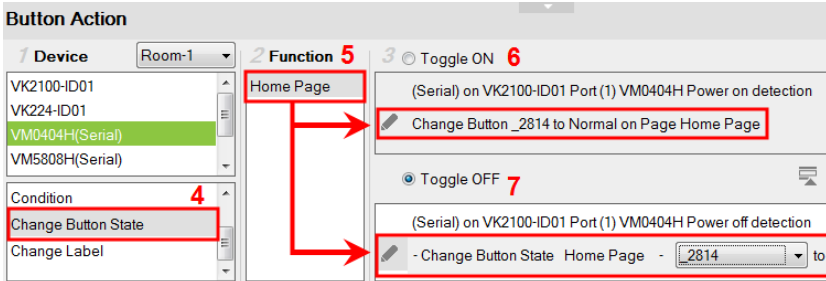 Button Action
1 Device
Room-1
VK2100-ID01
VK224-ID01
VM0404H(Serial)
VM5808H(Serial)
Condition
4
Change Button State
Change Label
2 Function
5
Home Page
3
Toggle ON
6
(Serial) on VK2100-ID01 Port (1) VM0404H Power on detection
Change Button _2814 to Normal on Page Home Page
Toggle OFF
7
(Serial) on VK2100-ID01 Port (1) VM0404H Power off detection
- Change Button State Home Page - _2814 to